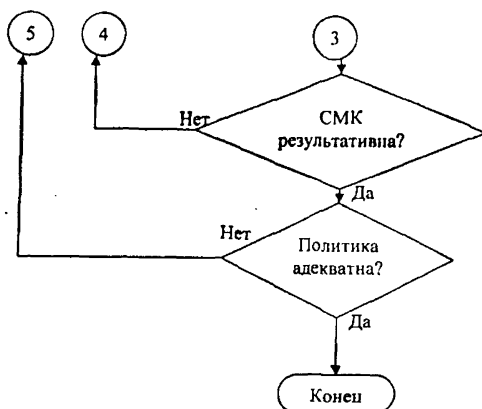 5
4
3
Нет
СМК
результативна?
Да
Нет
Политика
адекватна?
Да
Конец